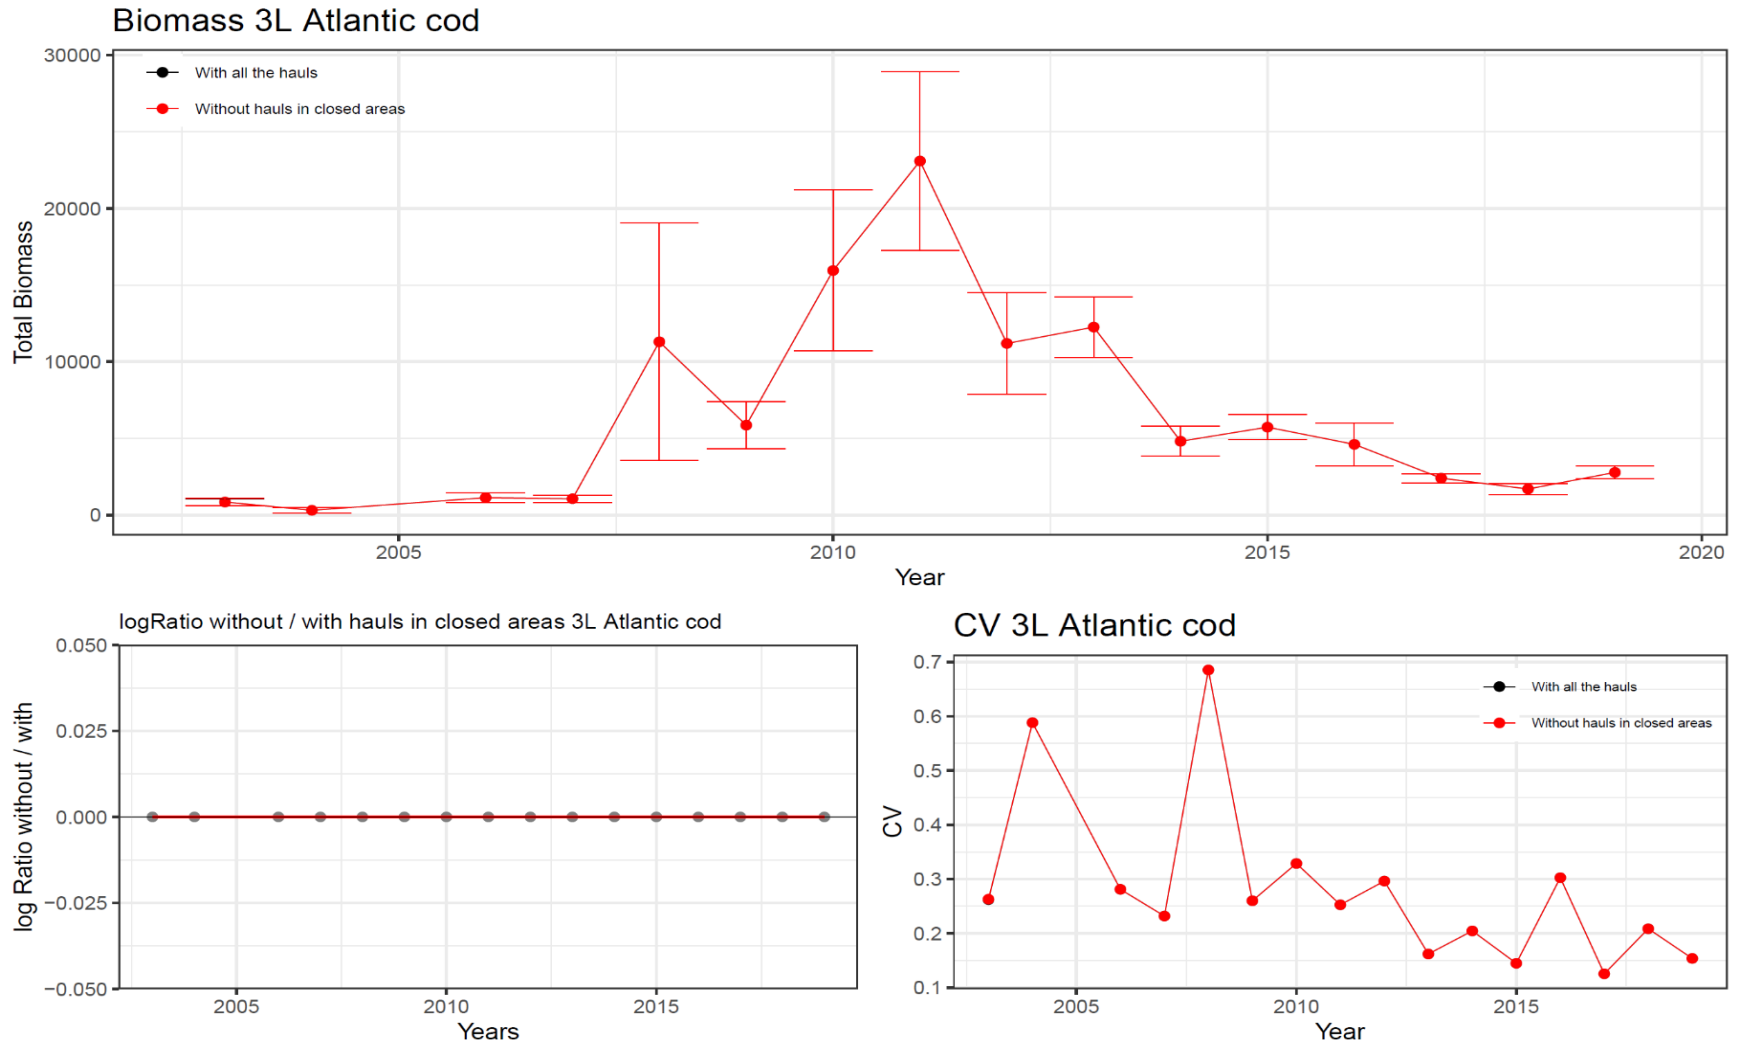 Biomass 3L Atlantic cod
30000
20000
10000
0
Total Biomass
With all the hauls
Without hauls in closed areas
2005 2010 2015 2020
Year
logRatio without / with hauls in closed areas 3L Atlantic cod
0.050
0.025
0.000
−0.025
−0.050
log Ratio without / with
2005 2010 2015
Years
CV 3L Atlantic cod
0.7
0.6
0.5
0.4
0.3
0.2
0.1
CV
With all the hauls
Without hauls in closed areas
2005 2010 2015
Year